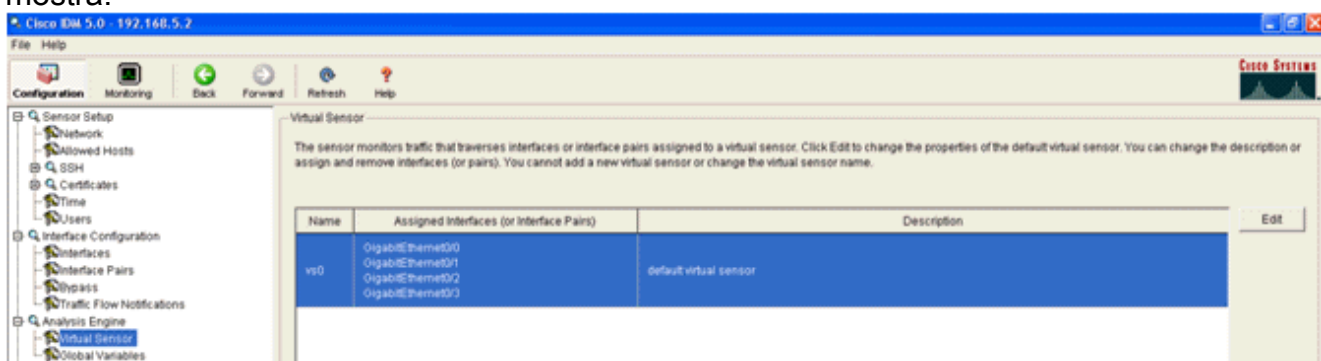 mostra:
Cisco IDM 5.0 - 192.168.5.2
File Help
Configuration Monitoring Back Forward Refresh Help
CISCO SYSTEMS
Sensor Setup
Network
Allowed Hosts
SSH
Certificates
Time
Users
Interface Configuration
Interfaces
Interface Pairs
Bypass
Traffic Flow Notifications
Analysis Engine
Virtual Sensor
Global Variables
Virtual Sensor
The sensor monitors traffic that traverses interfaces or interface pairs assigned to a virtual sensor. Click Edit to change the properties of the default virtual sensor. You can change the description or
assign and remove interfaces (or pairs). You cannot add a new virtual sensor or change the virtual sensor name.
Name Assigned Interfaces (or Interface Pairs) Description
Edit
GigabitEthernet0/0
GigabitEthernet0/1
vs0 default virtual sensor
GigabitEthernet0/2
GigabitEthernet0/3